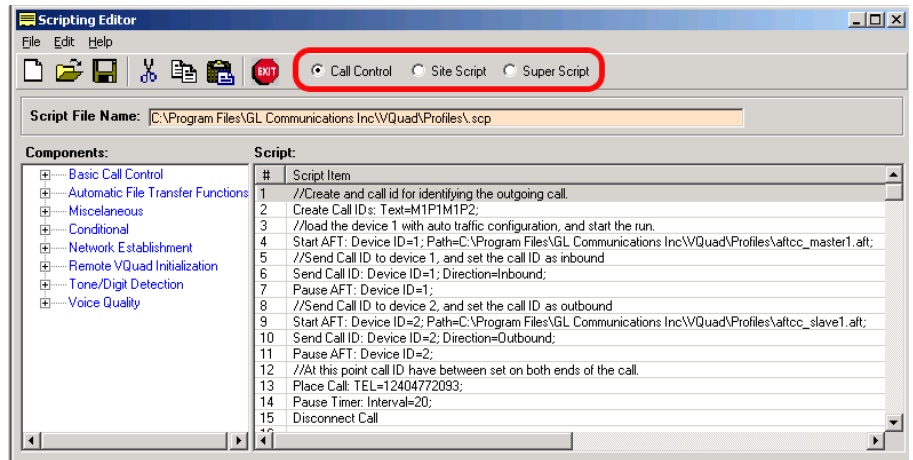 Scripting Editor
File Edit Help
EXIT Call Control Site Script Super Script
Script File Name: C:\Program Files\GL Communications Inc\VQuad\Profiles\.scp
Components:
Basic Call Control
Automatic File Transfer Functions
Miscelaneous
Conditional
Network Establishment
Remote VQuad Initialization
Tone/Digit Detection
Voice Quality
Script:
# Script Item
1 //Create and call id for identifying the outgoing call.
2 Create Call IDs: Text=M1P1M1P2;
3 //load the device 1 with auto traffic configuration, and start the run.
4 Start AFT: Device ID=1; Path=C:\Program Files\GL Communications Inc\VQuad\Profiles\aftcc_master1.aft;
5 //Send Call ID to device 1, and set the call ID as inbound
6 Send Call ID: Device ID=1; Direction=Inbound;
7 Pause AFT: Device ID=1;
8 //Send Call ID to device 2, and set the call ID as outbound
9 Start AFT: Device ID=2; Path=C:\Program Files\GL Communications Inc\VQuad\Profiles\aftcc_slave1.aft;
10 Send Call ID: Device ID=2; Direction=Outbound;
11 Pause AFT: Device ID=2;
12 //At this point call ID have between set on both ends of the call.
13 Place Call: TEL=12404772093;
14 Pause Timer: Interval=20;
15 Disconnect Call